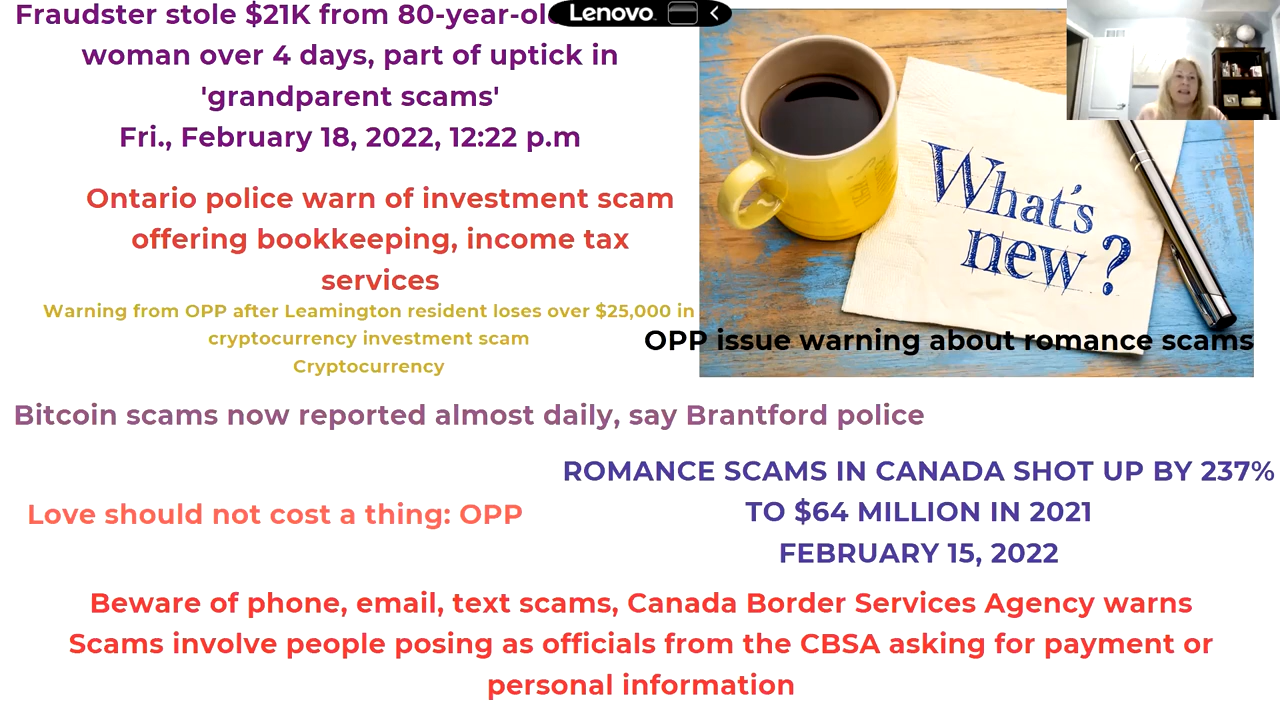 Fraudster stole $21K from 80-year-old
woman over 4 days, part of uptick in
'grandparent scams'
Fri., February 18, 2022, 12:22 p.m
Lenovo
Ontario police warn of investment scam
offering bookkeeping, income tax
services
Warning from OPP after Leamington resident loses over $25,000 in
cryptocurrency investment scam
Cryptocurrency
What's
new?
OPP issue warning about romance scams
Bitcoin scams now reported almost daily, say Brantford police
ROMANCE SCAMS IN CANADA SHOT UP BY 237%
TO $64 MILLION IN 2021
FEBRUARY 15, 2022
Love should not cost a thing: OPP
Beware of phone, email, text scams, Canada Border Services Agency warns
Scams involve people posing as officials from the CBSA asking for payment or
personal information